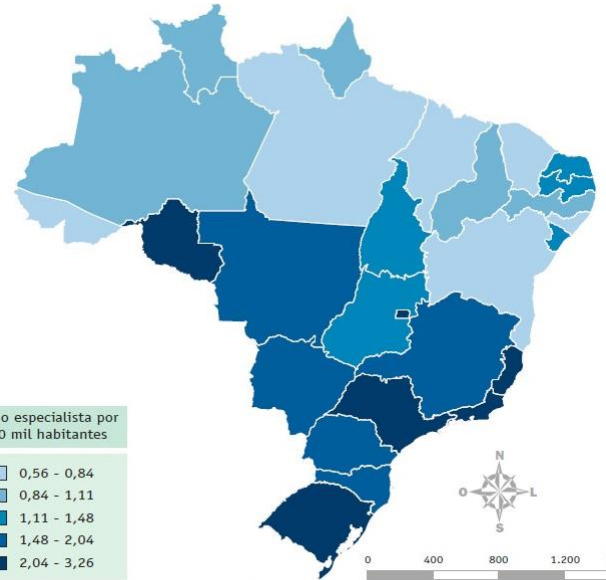 o especialista por
0 mil habitantes
0,56 - 0,84
0,84 - 1,11
1,11 - 1,48
1,48 - 2,04
2,04 - 3,26
N
O
L
S
0
400
800
1.200